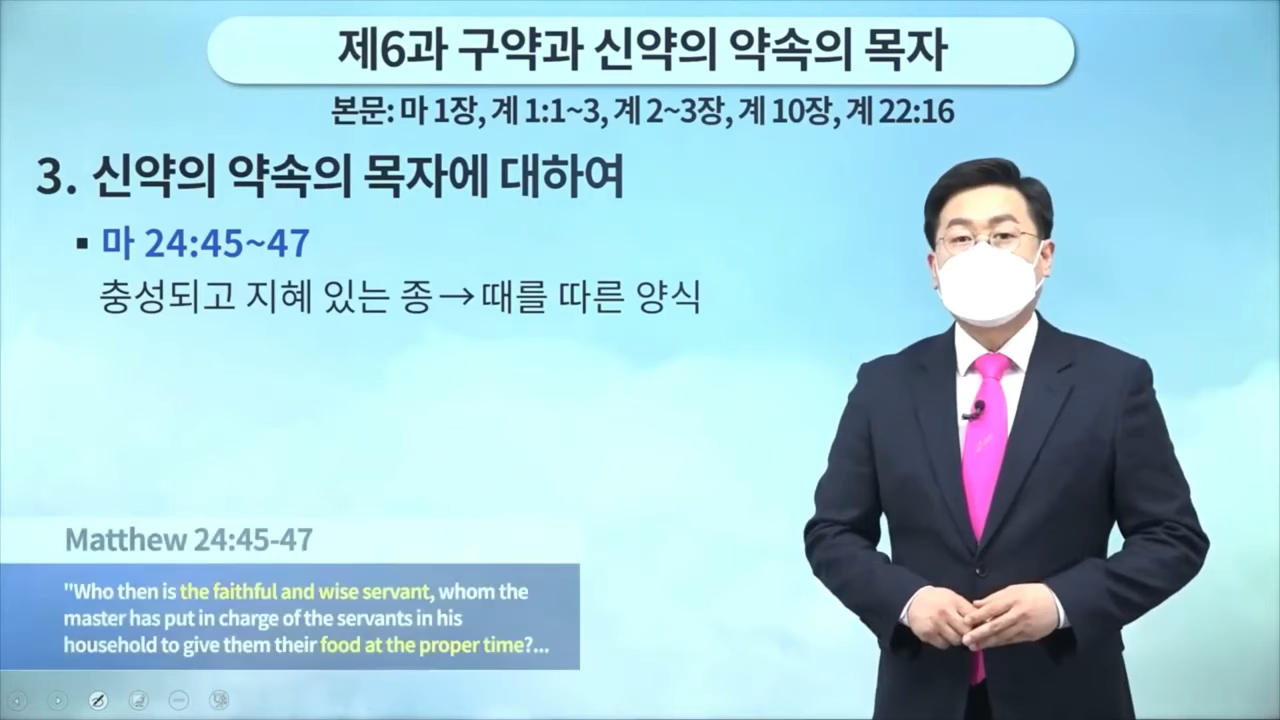 제6과 구약과 신약의 약속의 목자
본문: 마 1장, 계 1:1~3, 계 2~3장, 계 10장, 계 22:16
3. 신약의 약속의 목자에 대하여
▪ 마 24:45~47
충성되고 지혜 있는 종→때를 따른 양식
Matthew 24:45-47
"Who then is the faithful and wise servant, whom the
master has put in charge of the servants in his
household to give them their food at the proper time?...